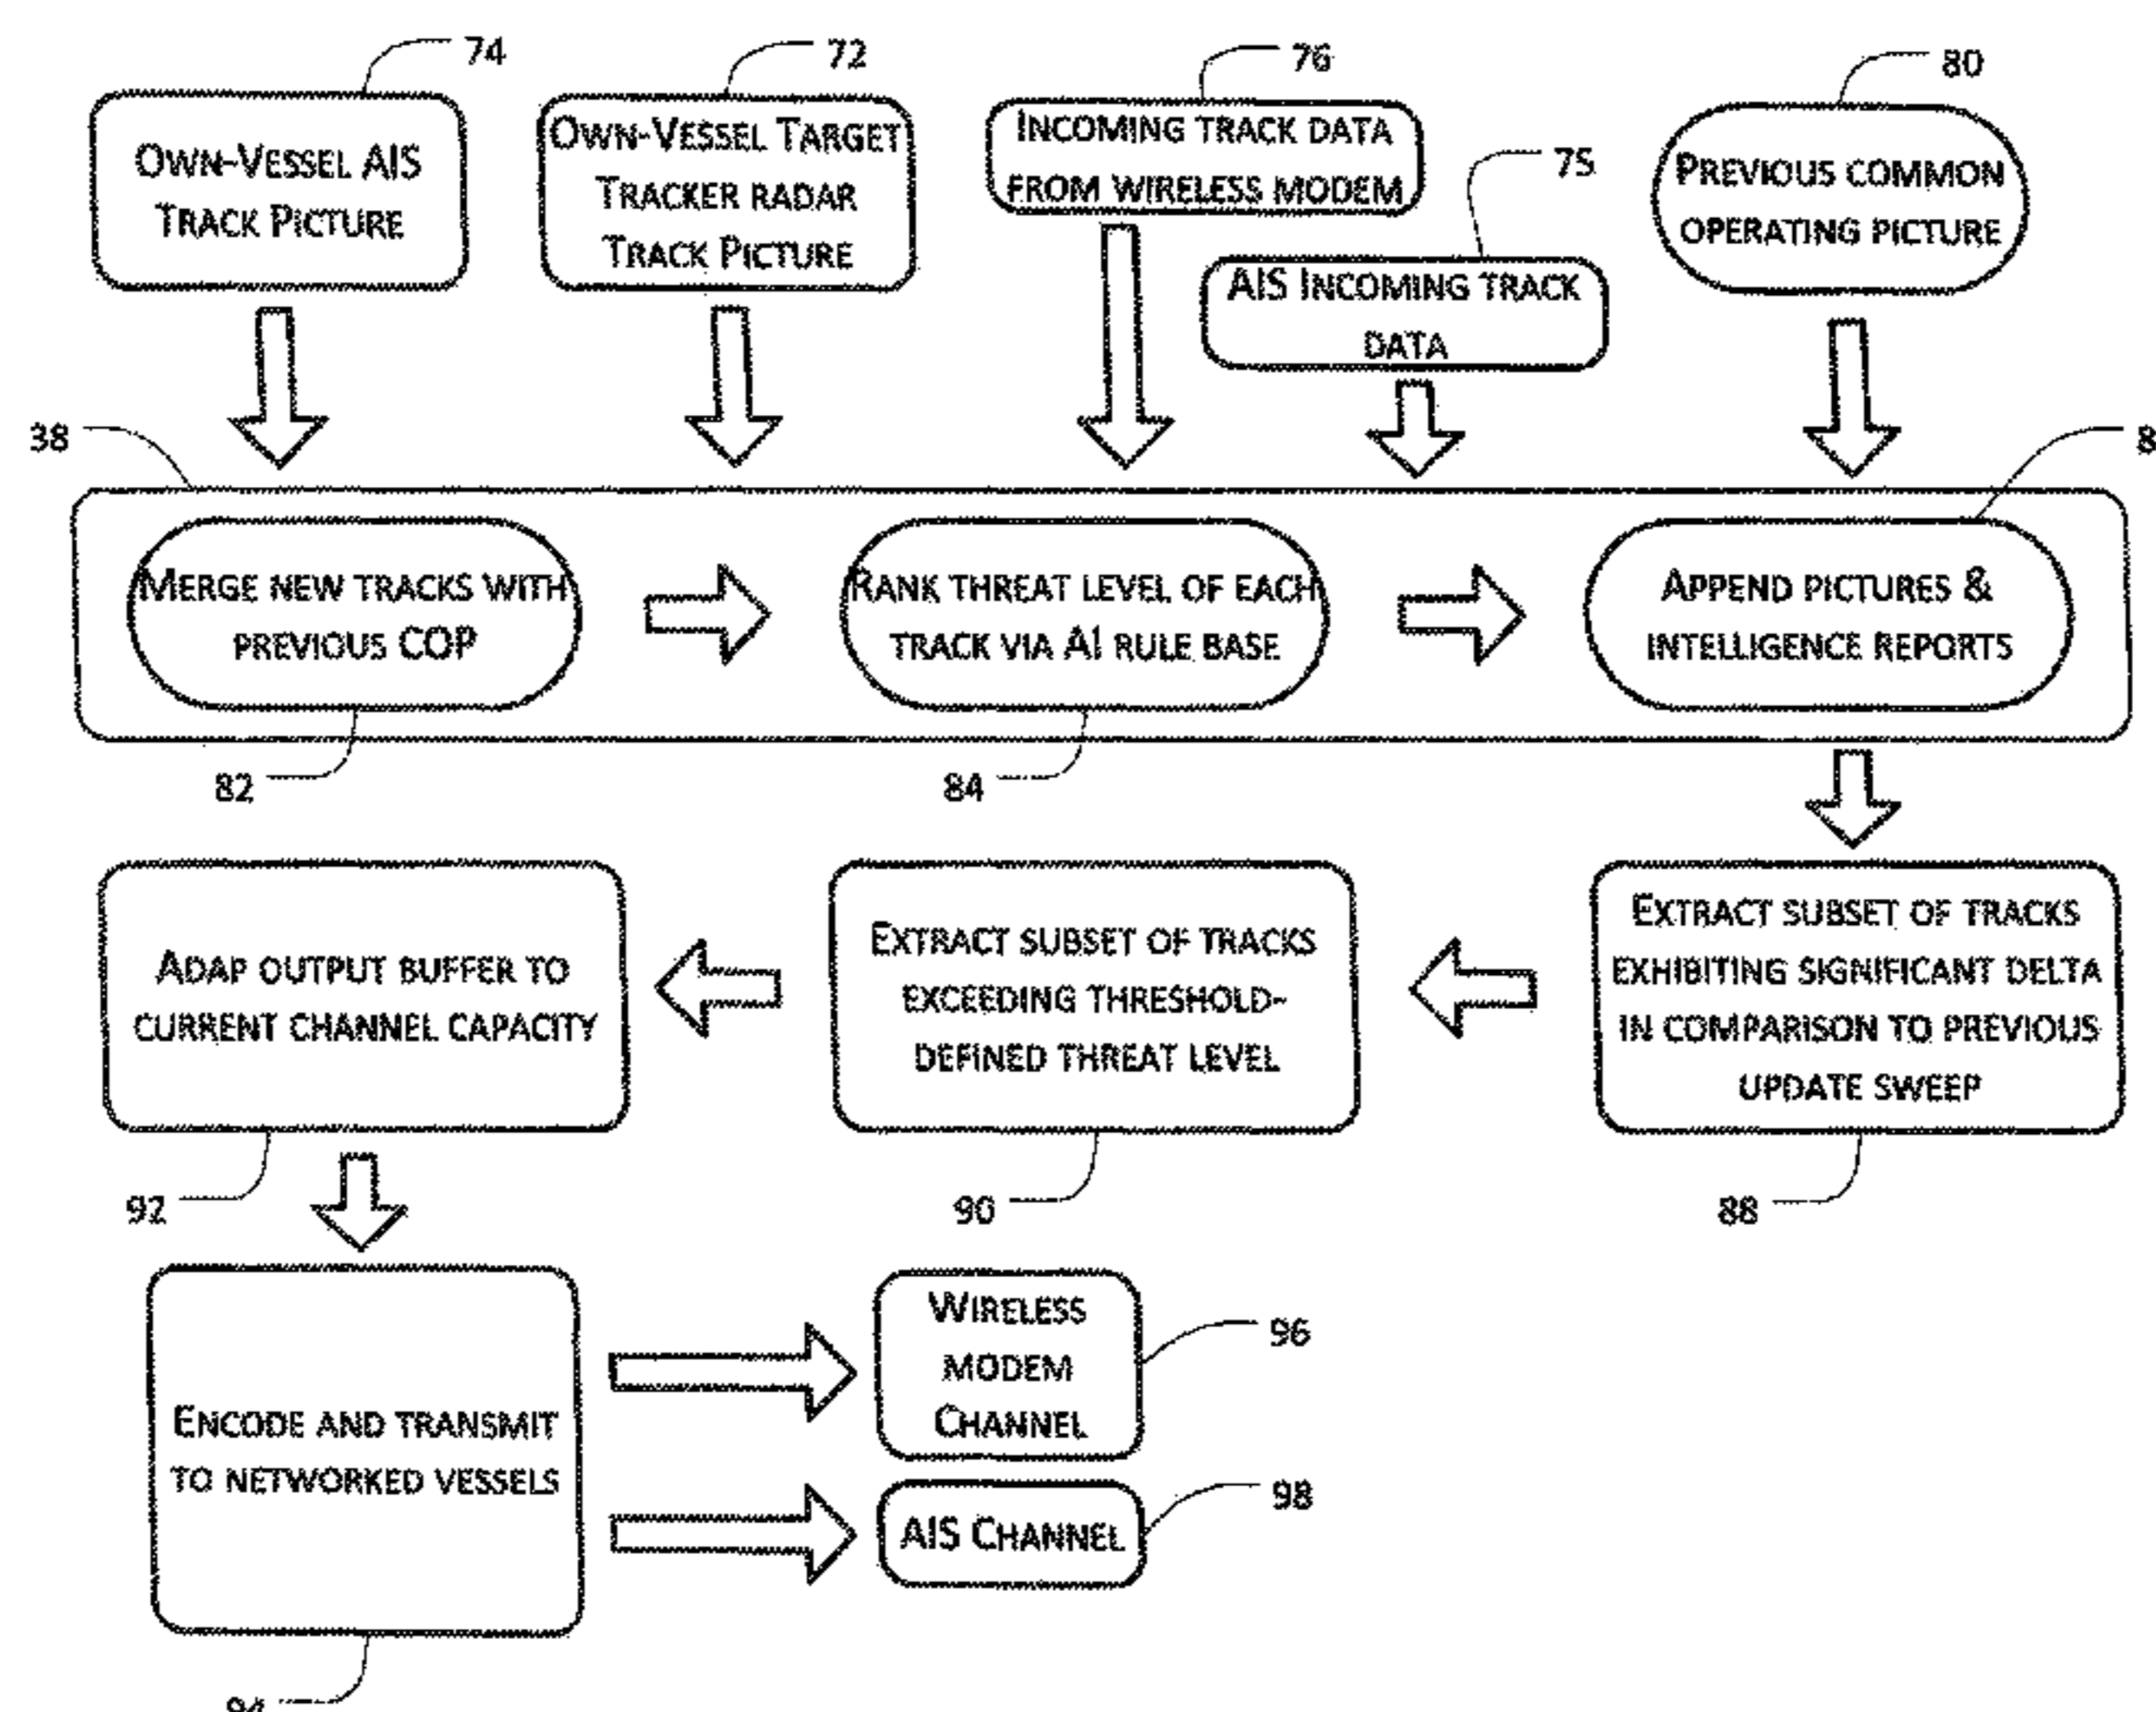 74
72
76
80
OWN-VESSEL AIS
TRACK PICTURE
OWN-VESSEL TARGET
TRACKER RADAR
TRACK PICTURE
INCOMING TRACK DATA
FROM WIRELESS MODEM
75
AIS INCOMING TRACK
DATA
PREVIOUS COMMON
OPERATING PICTURE
38
8
MERGE NEW TRACKS WITH
PREVIOUS COP
RANK THREAT LEVEL OF EACH
TRACK VIA AI RULE BASE
APPEND PICTURES &
INTELLIGENCE REPORTS
82
84
ADAP OUTPUT BUFFER TO
CURRENT CHANNEL CAPACITY
EXTRACT SUBSET OF TRACKS
EXCEEDING THRESHOLD-
DEFINED THREAT LEVEL
EXTRACT SUBSET OF TRACKS
EXHIBITING SIGNIFICANT DELTA
IN COMPARISON TO PREVIOUS
UPDATE SWEEP
92
90
88
ENCODE AND TRANSMIT
TO NETWORKED VESSELS
WIRELESS
MODEM
CHANNEL
96
AIS CHANNEL
98
94